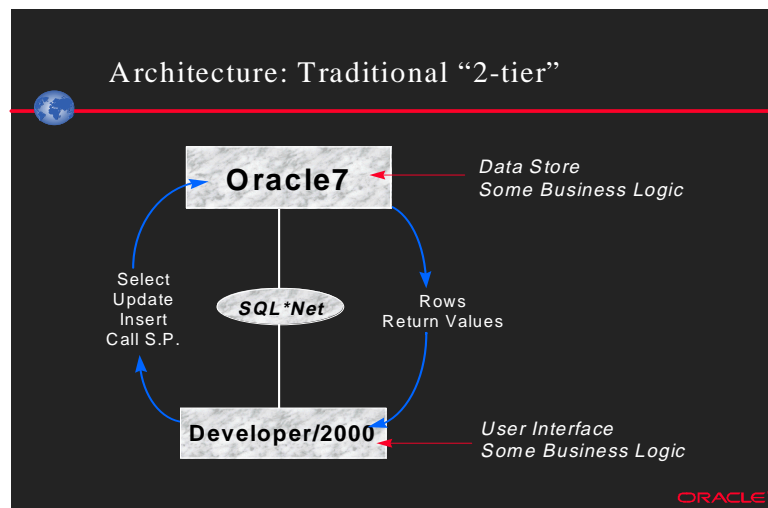 Architecture: Traditional “2-tier”
Oracle7
Data Store
Some Business Logic
Select
Update
Insert
Call S.P.
SQL*Net
Rows
Return Values
Developer/2000
User Interface
Some Business Logic
ORACLE